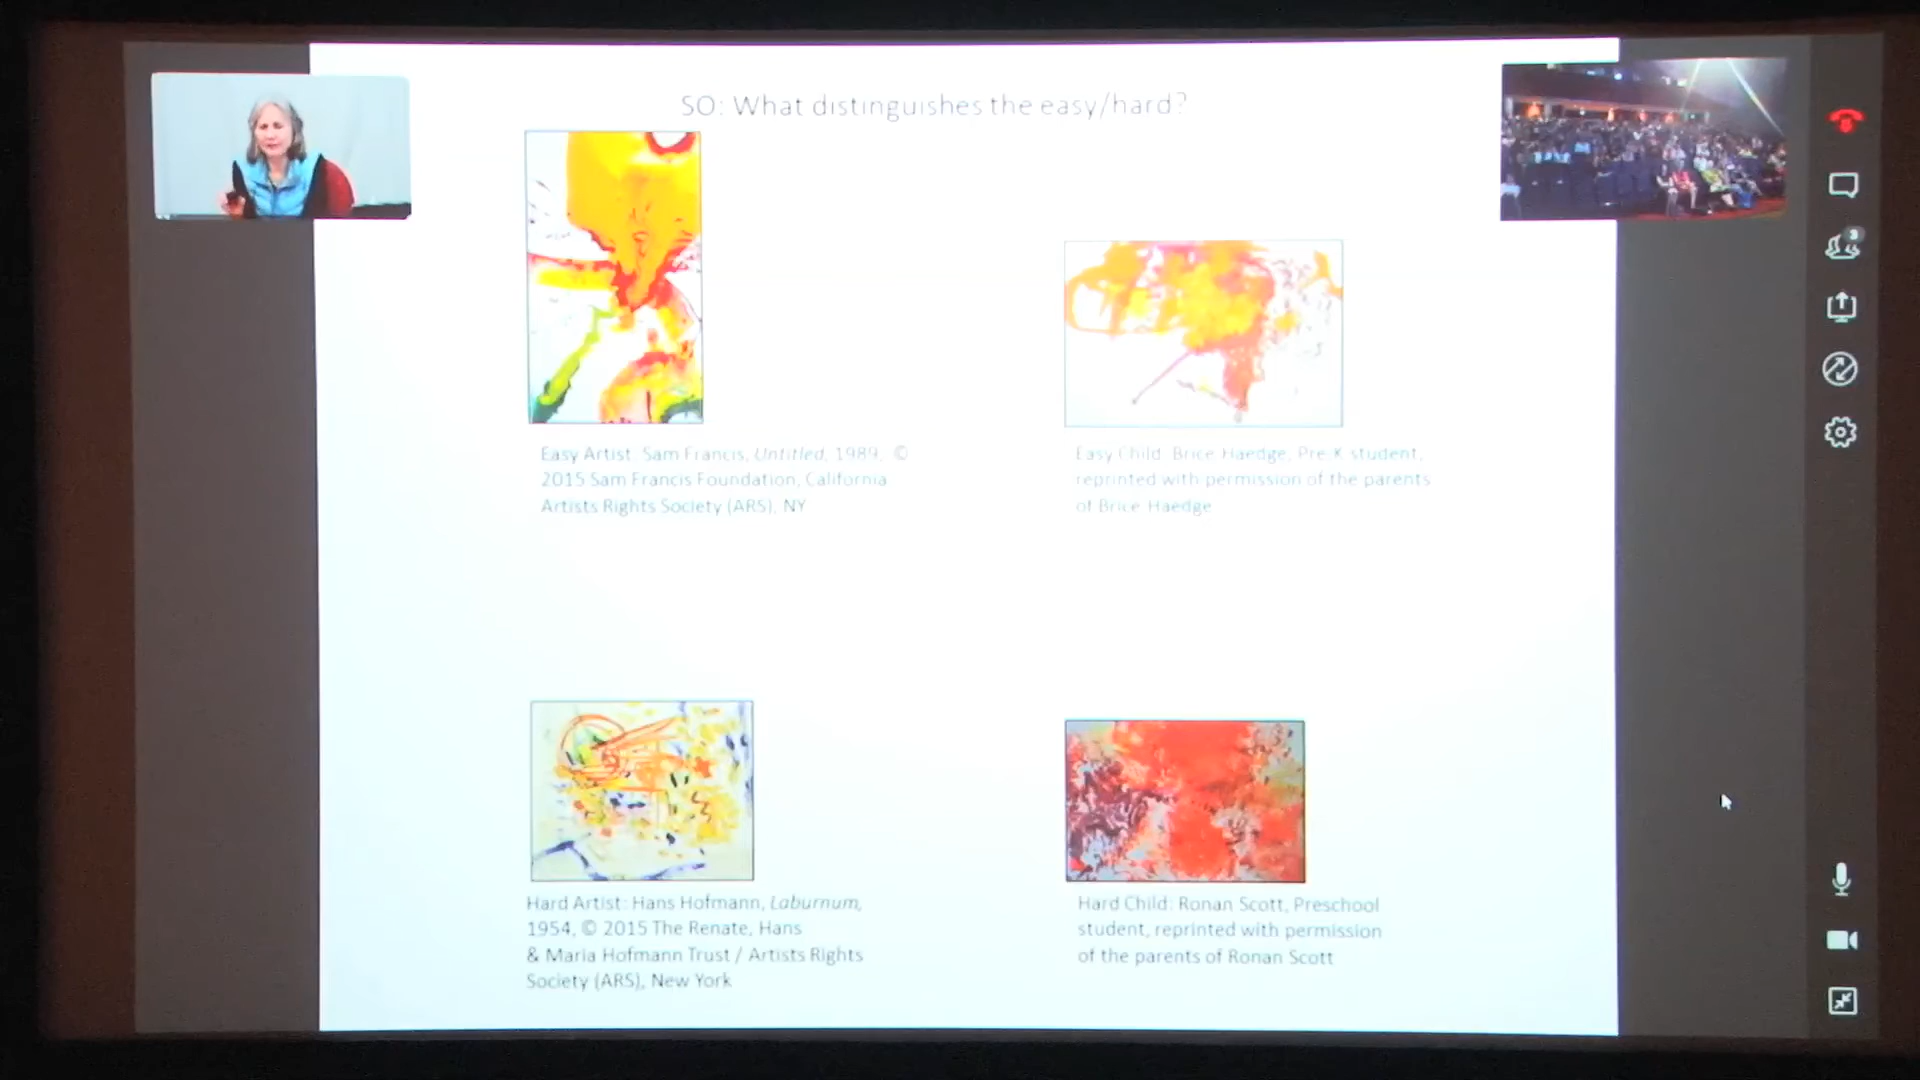 SO: What distinguishes the easy/hard?
3
Easy Artist: Sam Francis, Untitled, 1989, ©
2015 Sam Francis Foundation, California
Artists Rights Society (ARS), NY
Easy Child: Brice Haedge, Pre K student,
reprinted with permission of the parents
of Brice Haedge
Hard Artist: Hans Hofmann, Laburnum,
1954, © 2015 The Renate, Hans
& Maria Hofmann Trust / Artists Rights
Society (ARS), New York
Hard Child: Ronan Scott, Preschool
student, reprinted with permission
of the parents of Ronan Scott